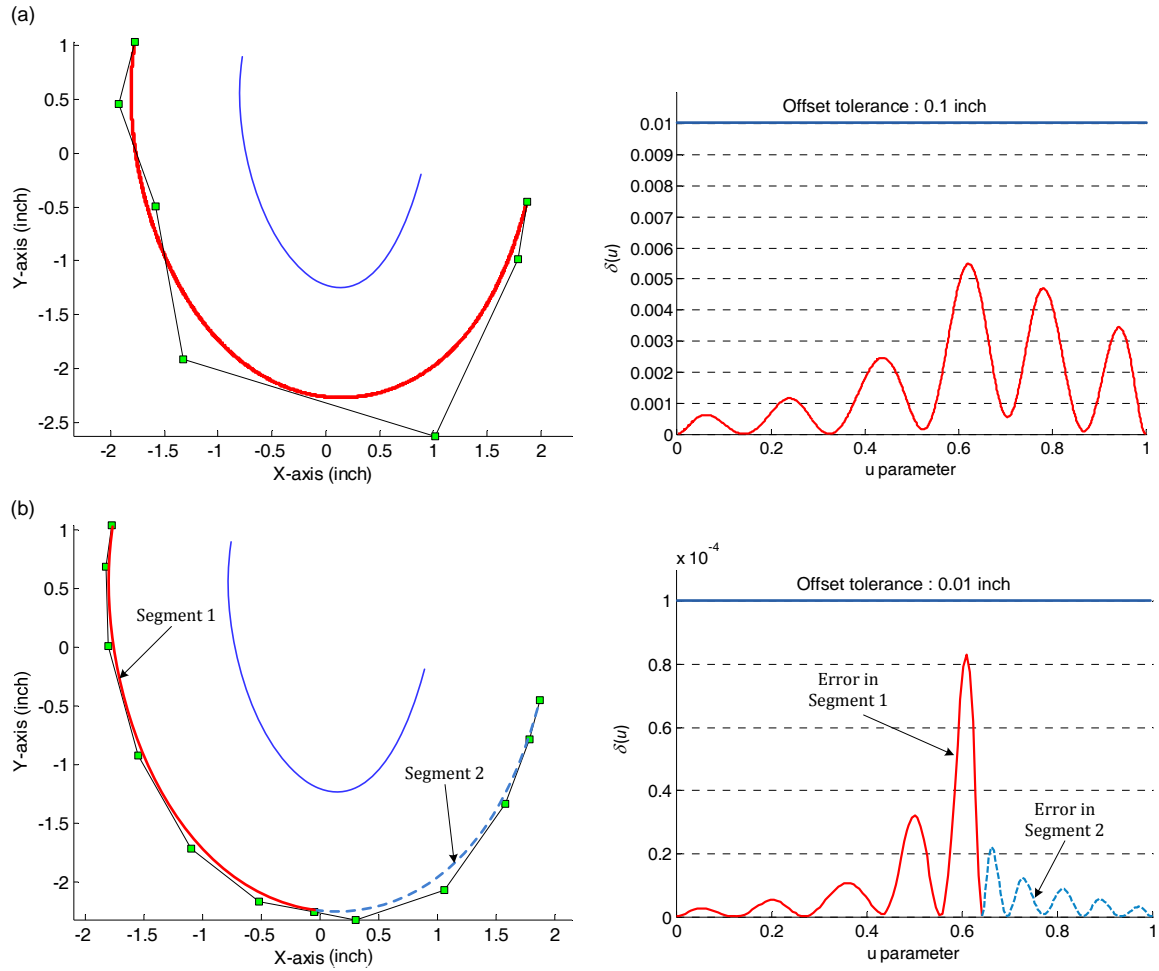 (a)
1
0.5
0
-0.5
-1
-1.5
-2
-2.5
Y-axis (inch)
-2 -1.5 -1 -0.5 0 0.5 1 1.5 2
X-axis (inch)
Offset tolerance : 0.1 inch
0.01
0.009
0.008
0.007
0.006
0.005
0.004
0.003
0.002
0.001
0
δ(u)
0 0.2 0.4 0.6 0.8 1
u parameter
(b)
1
0.5
0
-0.5
-1
-1.5
-2
Y-axis (inch)
Segment 1
Segment 2
-2 -1.5 -1 -0.5 0 0.5 1 1.5 2
X-axis (inch)
x 10⁻⁴
Offset tolerance : 0.01 inch
1
0.8
0.6
0.4
0.2
0
δ(u)
Error in
Segment 1
Error in
Segment 2
0 0.2 0.4 0.6 0.8 1
u parameter